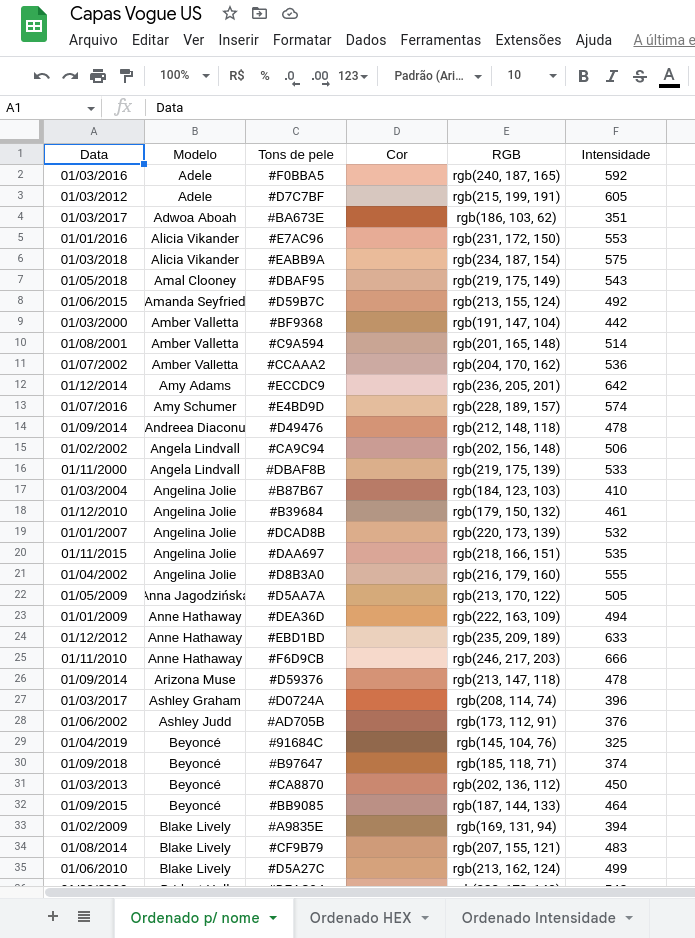 Capas Vogue US
Arquivo Editar Ver Inserir Formatar Dados Ferramentas Extensões Ajuda A última e
100% R$ % .0 .00 123 Padrão (Ari... 10 B I S A
A1 fx Data
A B C D E F
1 Data Modelo Tons de pele Cor RGB Intensidade
2 01/03/2016 Adele #F0BBA5 rgb(240, 187, 165) 592
3 01/03/2012 Adele #D7C7BF rgb(215, 199, 191) 605
4 01/03/2017 Adwoa Aboah #BA673E rgb(186, 103, 62) 351
5 01/01/2016 Alicia Vikander #E7AC96 rgb(231, 172, 150) 553
6 01/03/2018 Alicia Vikander #EABB9A rgb(234, 187, 154) 575
7 01/05/2018 Amal Clooney #DBAF95 rgb(219, 175, 149) 543
8 01/06/2015 Amanda Seyfried #D59B7C rgb(213, 155, 124) 492
9 01/03/2000 Amber Valletta #BF9368 rgb(191, 147, 104) 442
10 01/08/2001 Amber Valletta #C9A594 rgb(201, 165, 148) 514
11 01/07/2002 Amber Valletta #CCAAA2 rgb(204, 170, 162) 536
12 01/12/2014 Amy Adams #ECCDC9 rgb(236, 205, 201) 642
13 01/07/2016 Amy Schumer #E4BD9D rgb(228, 189, 157) 574
14 01/09/2014 Andreea Diaconu #D49476 rgb(212, 148, 118) 478
15 01/02/2002 Angela Lindvall #CA9C94 rgb(202, 156, 148) 506
16 01/11/2000 Angela Lindvall #DBAF8B rgb(219, 175, 139) 533
17 01/03/2004 Angelina Jolie #B87B67 rgb(184, 123, 103) 410
18 01/12/2010 Angelina Jolie #B39684 rgb(179, 150, 132) 461
19 01/01/2007 Angelina Jolie #DCAD8B rgb(220, 173, 139) 532
20 01/11/2015 Angelina Jolie #DAA697 rgb(218, 166, 151) 535
21 01/04/2002 Angelina Jolie #D8B3A0 rgb(216, 179, 160) 555
22 01/05/2009 Anna Jagodzińska #D5AA7A rgb(213, 170, 122) 505
23 01/01/2009 Anne Hathaway #DEA36D rgb(222, 163, 109) 494
24 01/12/2012 Anne Hathaway #EBD1BD rgb(235, 209, 189) 633
25 01/11/2010 Anne Hathaway #F6D9CB rgb(246, 217, 203) 666
26 01/09/2014 Arizona Muse #D59376 rgb(213, 147, 118) 478
27 01/03/2017 Ashley Graham #D0724A rgb(208, 114, 74) 396
28 01/06/2002 Ashley Judd #AD705B rgb(173, 112, 91) 376
29 01/04/2019 Beyoncé #91684C rgb(145, 104, 76) 325
30 01/09/2018 Beyoncé #B97647 rgb(185, 118, 71) 374
31 01/03/2013 Beyoncé #CA8870 rgb(202, 136, 112) 450
32 01/09/2015 Beyoncé #BB9085 rgb(187, 144, 133) 464
33 01/02/2009 Blake Lively #A9835E rgb(169, 131, 94) 394
34 01/08/2014 Blake Lively #CF9B79 rgb(207, 155, 121) 483
35 01/06/2010 Blake Lively #D5A27C rgb(213, 162, 124) 499
Ordenado p/ nome Ordenado HEX Ordenado Intensidade